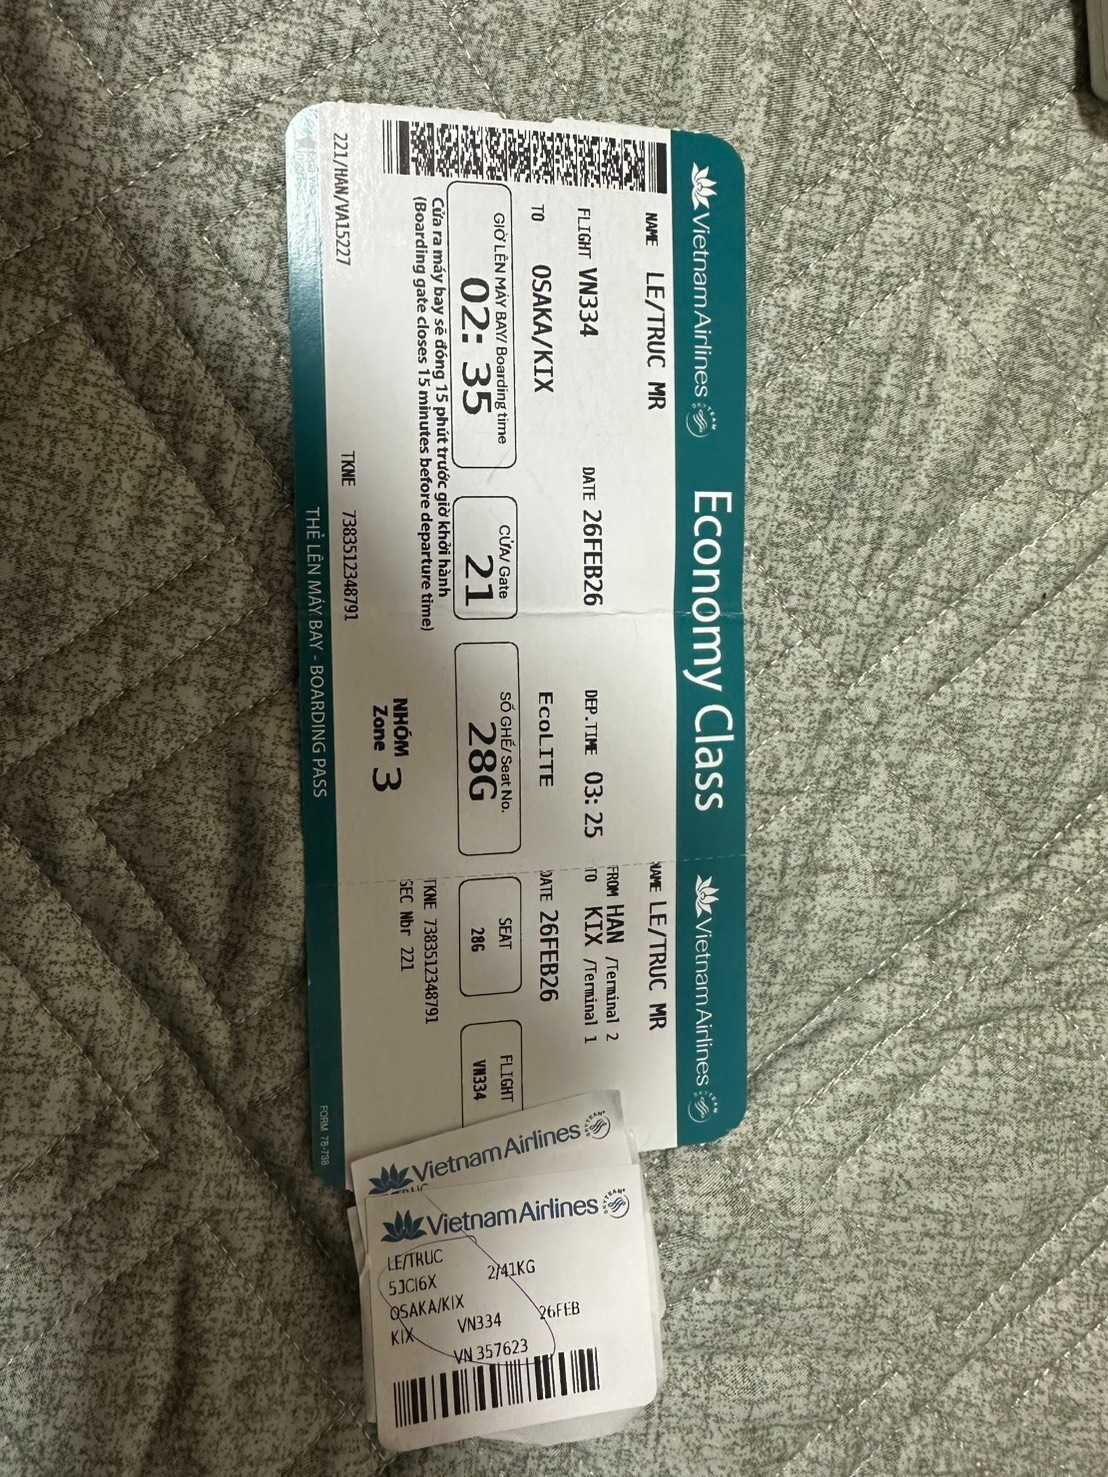 VietnamAirlines SKYTEAM
Economy Class
VietnamAirlines SKYTEAM
NAME LE/TRUC MR
FLIGHT VN334 DATE 26FEB26 DEP.TIME 03:25
TO OSAKA/KIX EcoLITE
GIỜ LÊN MÁY BAY/ Boarding time
02:35
CỬA/ Gate
21
SỐ GHẾ/ Seat No.
28G
Cửa ra máy bay sẽ đóng 15 phút trước giờ khởi hành
(Boarding gate closes 15 minutes before departure time)
NHÓM
Zone 3
221/HAN/VA15227 TKNE 7383512348791
THẺ LÊN MÁY BAY - BOARDING PASS
NAME LE/TRUC MR
FROM HAN /Terminal 2
TO KIX /Terminal 1
DATE 26FEB26
SEAT
28G
FLIGHT
VN334
TKNE 7383512348791
SEC Nbr 221
FORM 78-798
VietnamAirlines
VietnamAirlines
LE/TRUC
5JCI6X 2/41KG
OSAKA/KIX
KIX VN334 26FEB
VN 357623